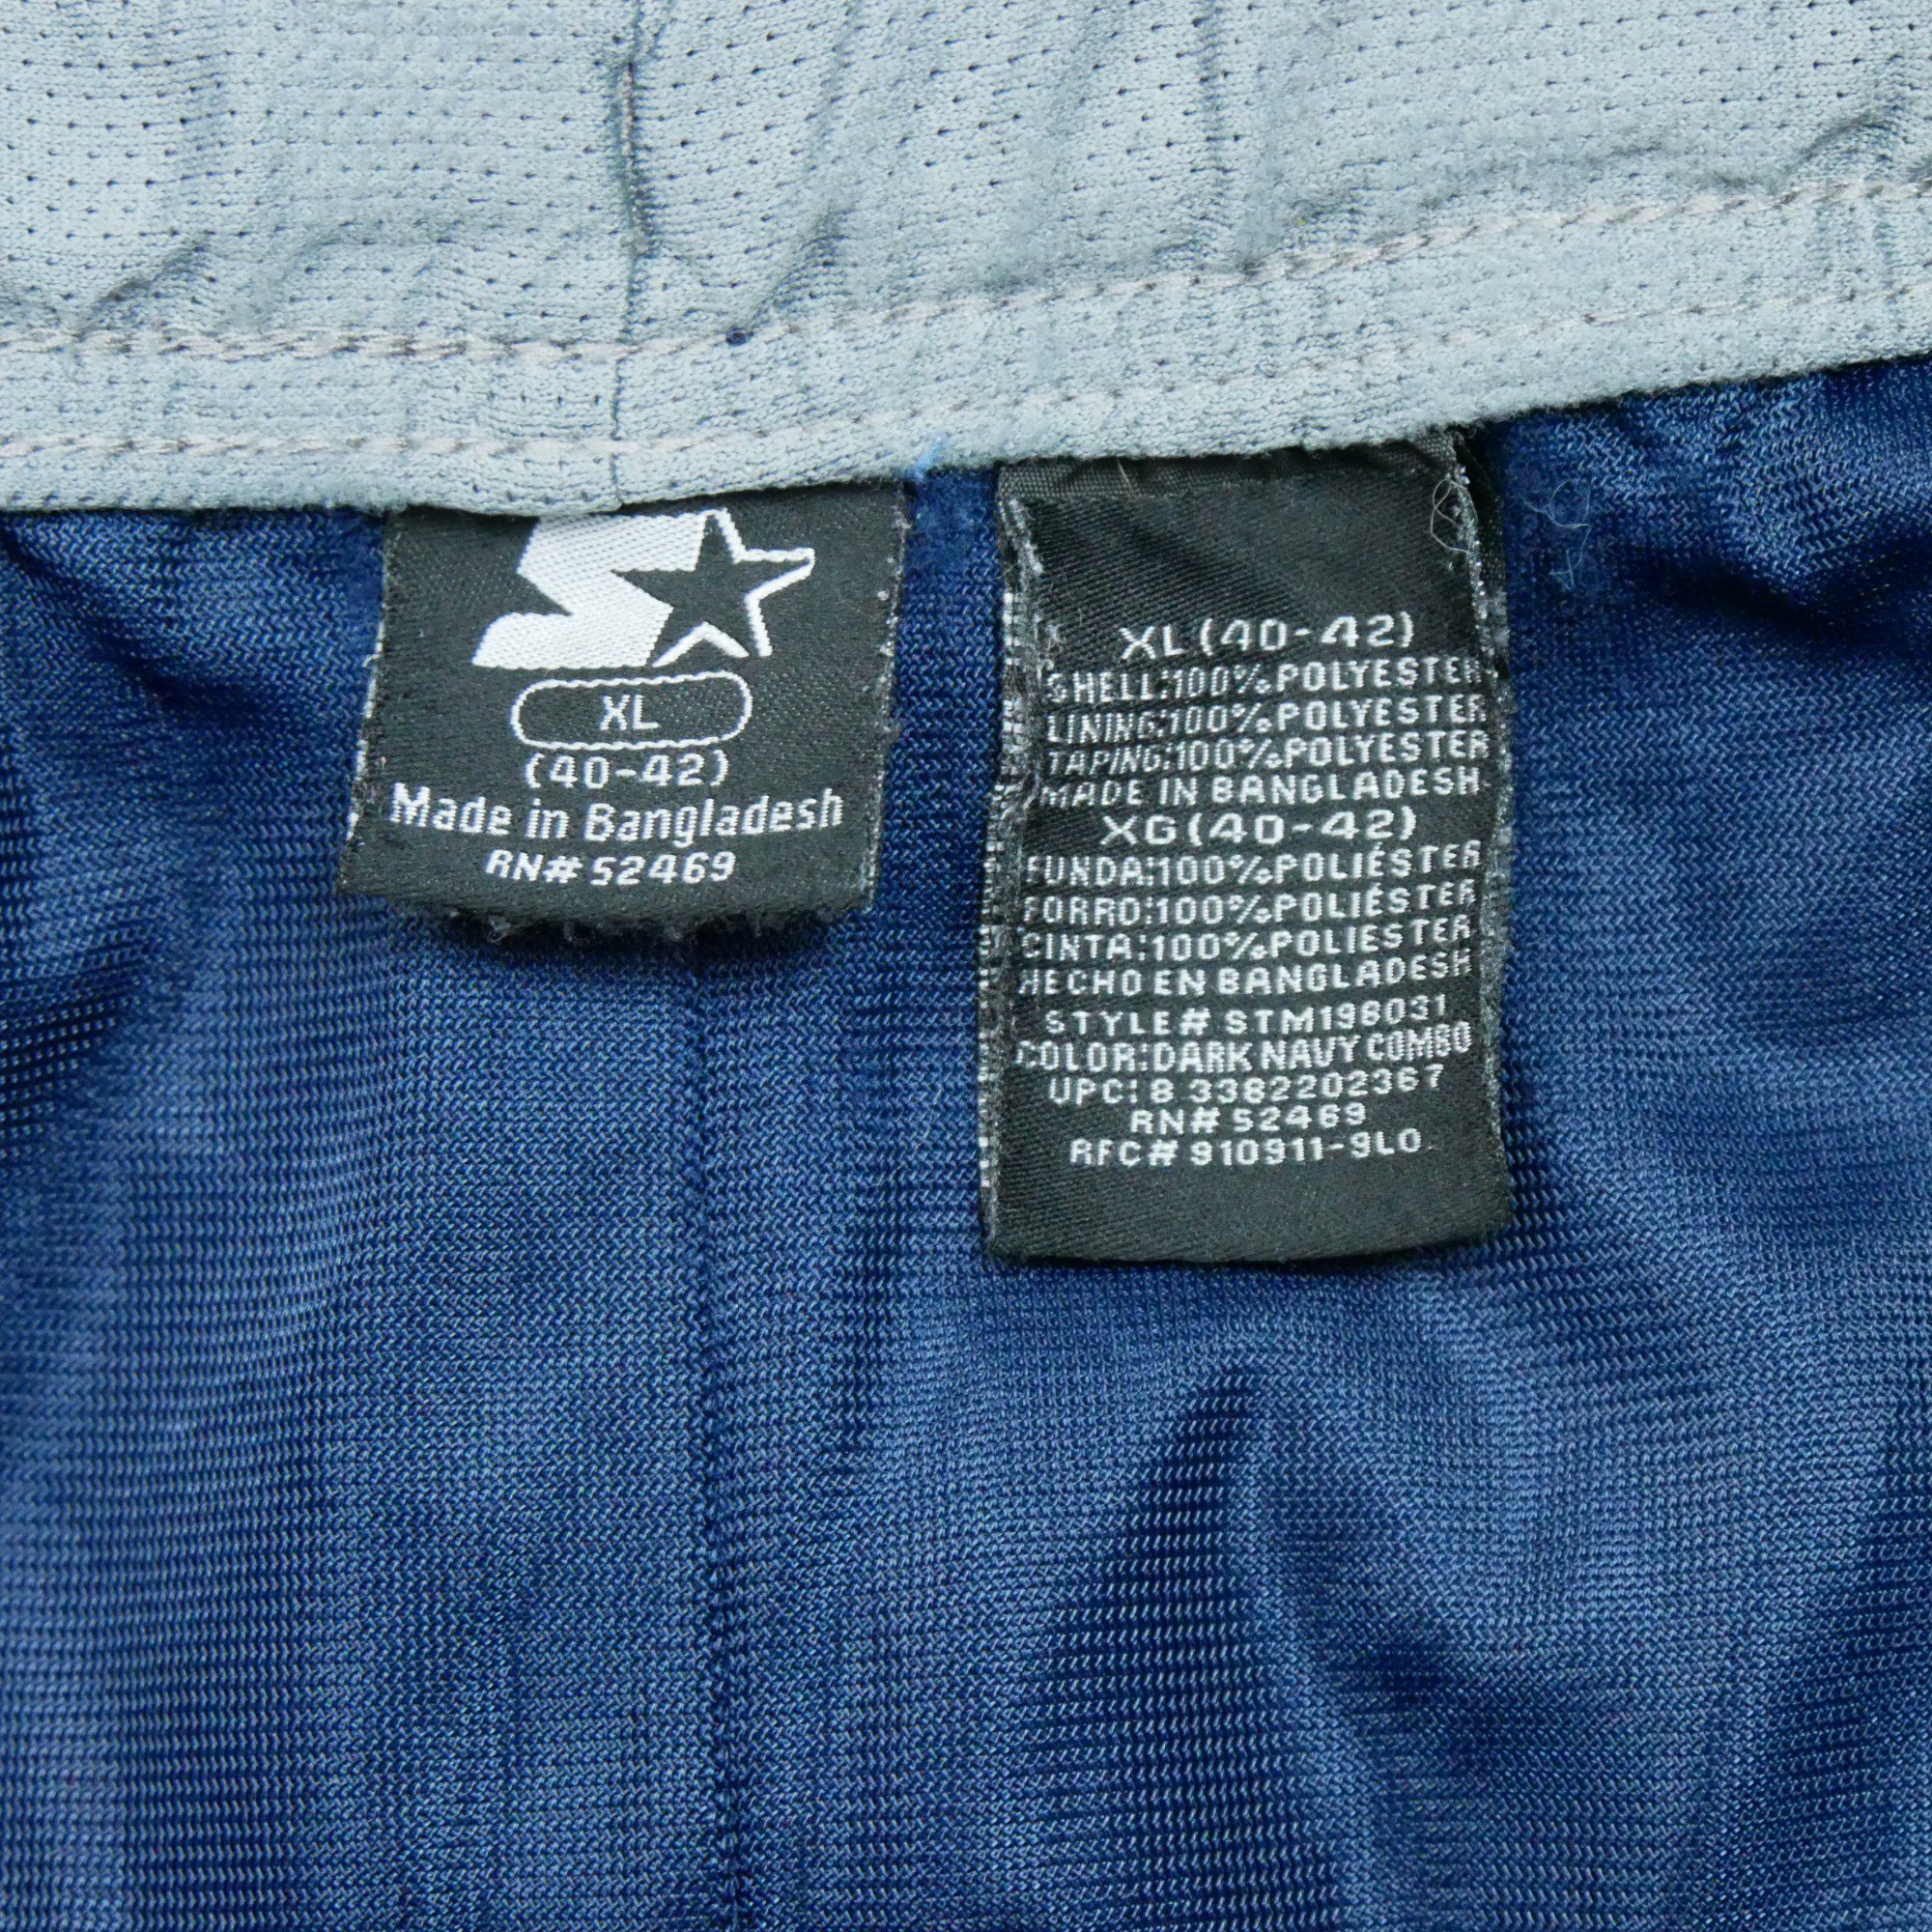 XL
(40-42)
Made in Bangladesh
RN# 52469
XL (40-42)
SHELL:100% POLYESTER
LINING:100% POLYESTER
TAPING:100% POLYESTER
MADE IN BANGLADESH
XG (40-42)
FUNDA:100% POLIÉSTER
FORRO:100% POLIÉSTER
CINTA:100% POLIESTER
HECHO EN BANGLADESH
STYLE# STM198031
COLOR:DARK NAVY COMBO
UPC: 8 3382202367
RN# 52469
RFC# 910911-9L0